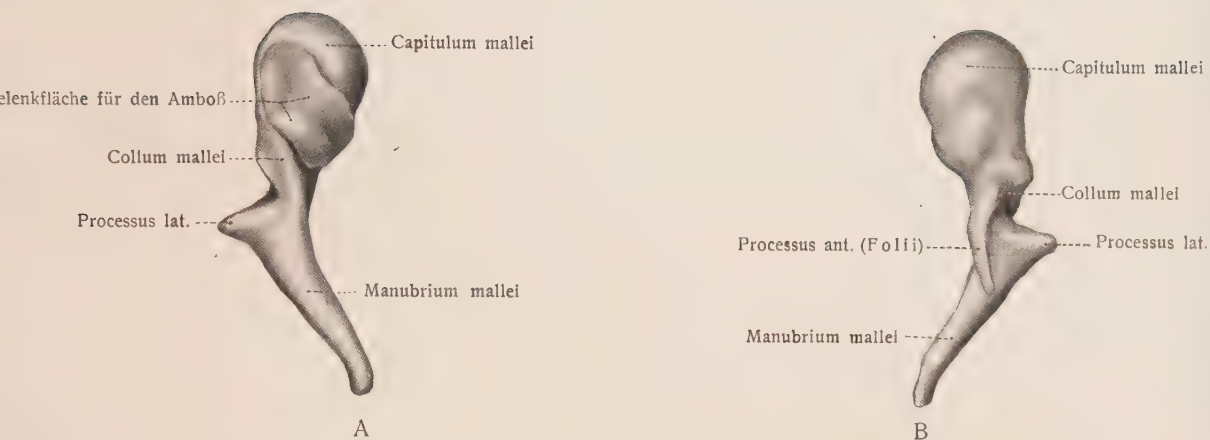 Capitulum mallei
elenkfläche für den Amboß
Collum mallei
Processus lat.
Manubrium mallei
A
Capitulum mallei
Collum mallei
Processus ant. (Folii)
Processus lat.
Manubrium mallei
B